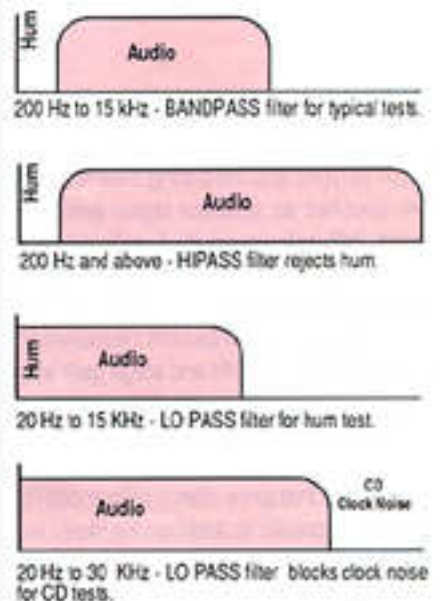 Hum
Audio
200 Hz to 15 kHz - BANDPASS filter for typical tests.
Hum
Audio
200 Hz and above - HIPASS filter rejects hum.
Hum
Audio
20 Hz to 15 KHz - LO PASS filter for hum test.
Audio
CD
Clock Noise
20 Hz to 30 KHz - LO PASS filter blocks clock noise
for CD tests.